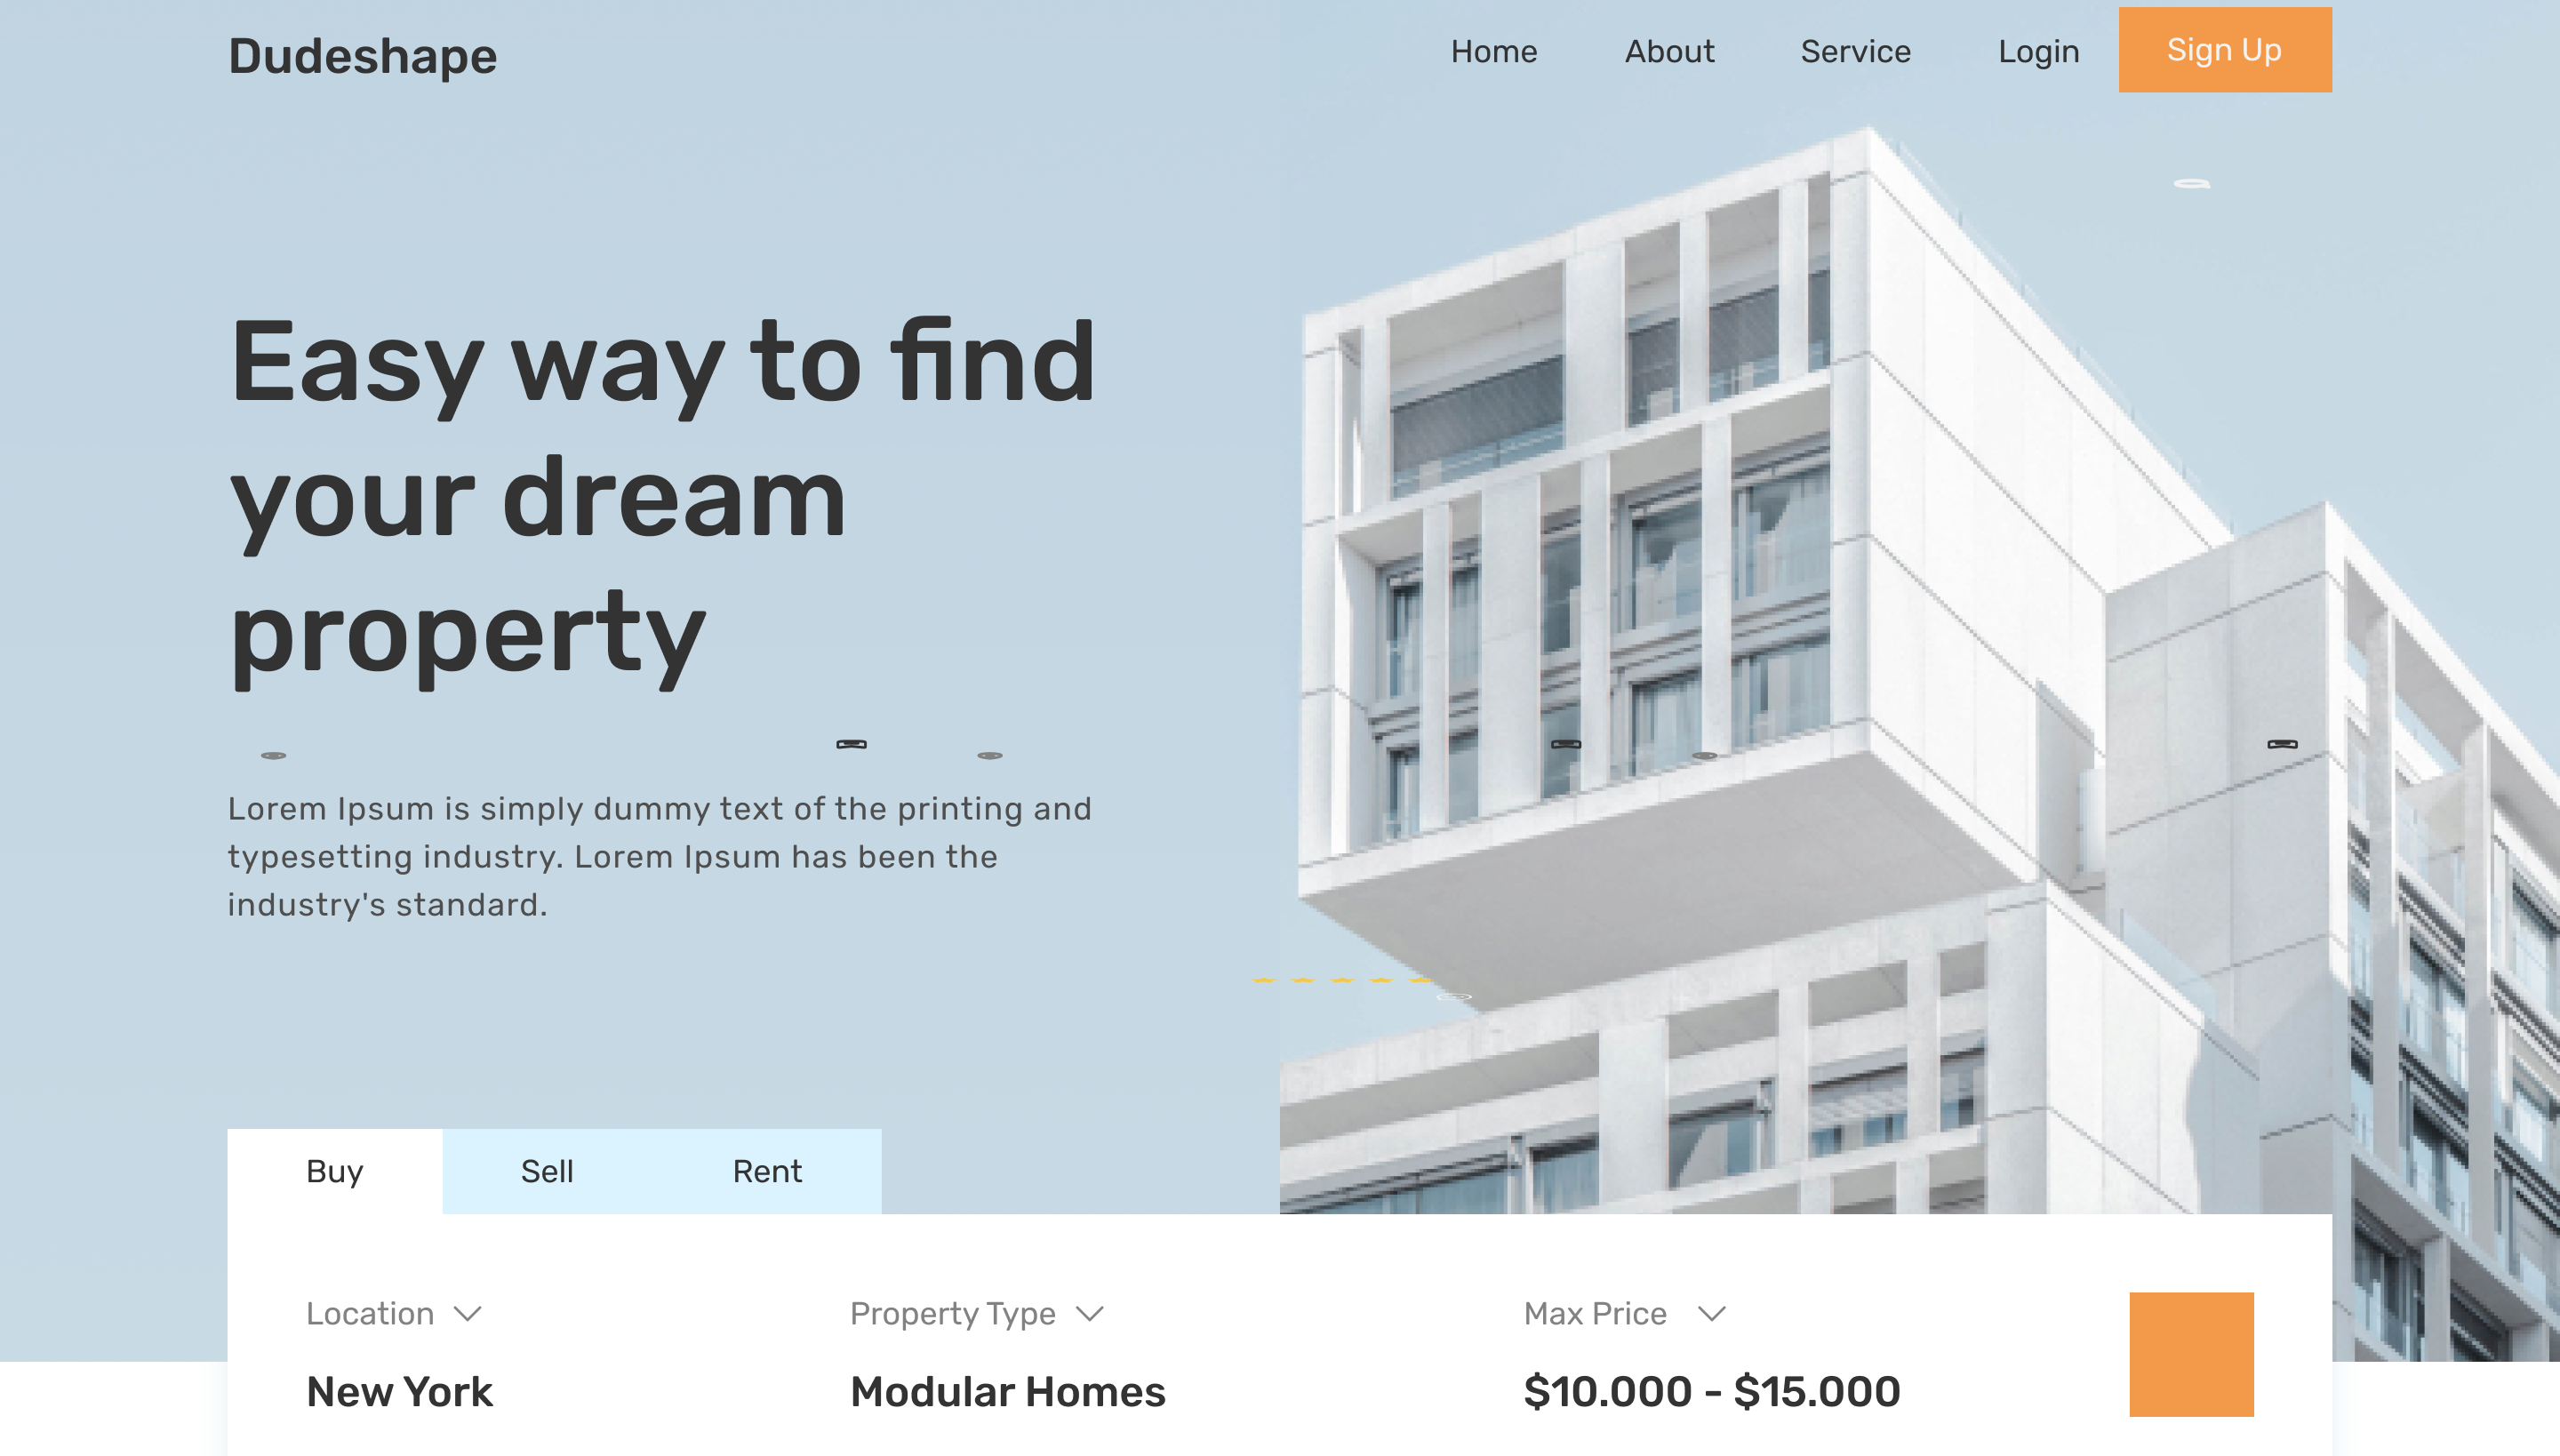 Dudeshape
Home
About
Service
Login
Sign Up
Easy way to find
your dream
property
Lorem Ipsum is simply dummy text of the printing and
typesetting industry. Lorem Ipsum has been the
industry's standard.
Buy
Sell
Rent
Location
New York
Property Type
Modular Homes
Max Price
$10.000 - $15.000